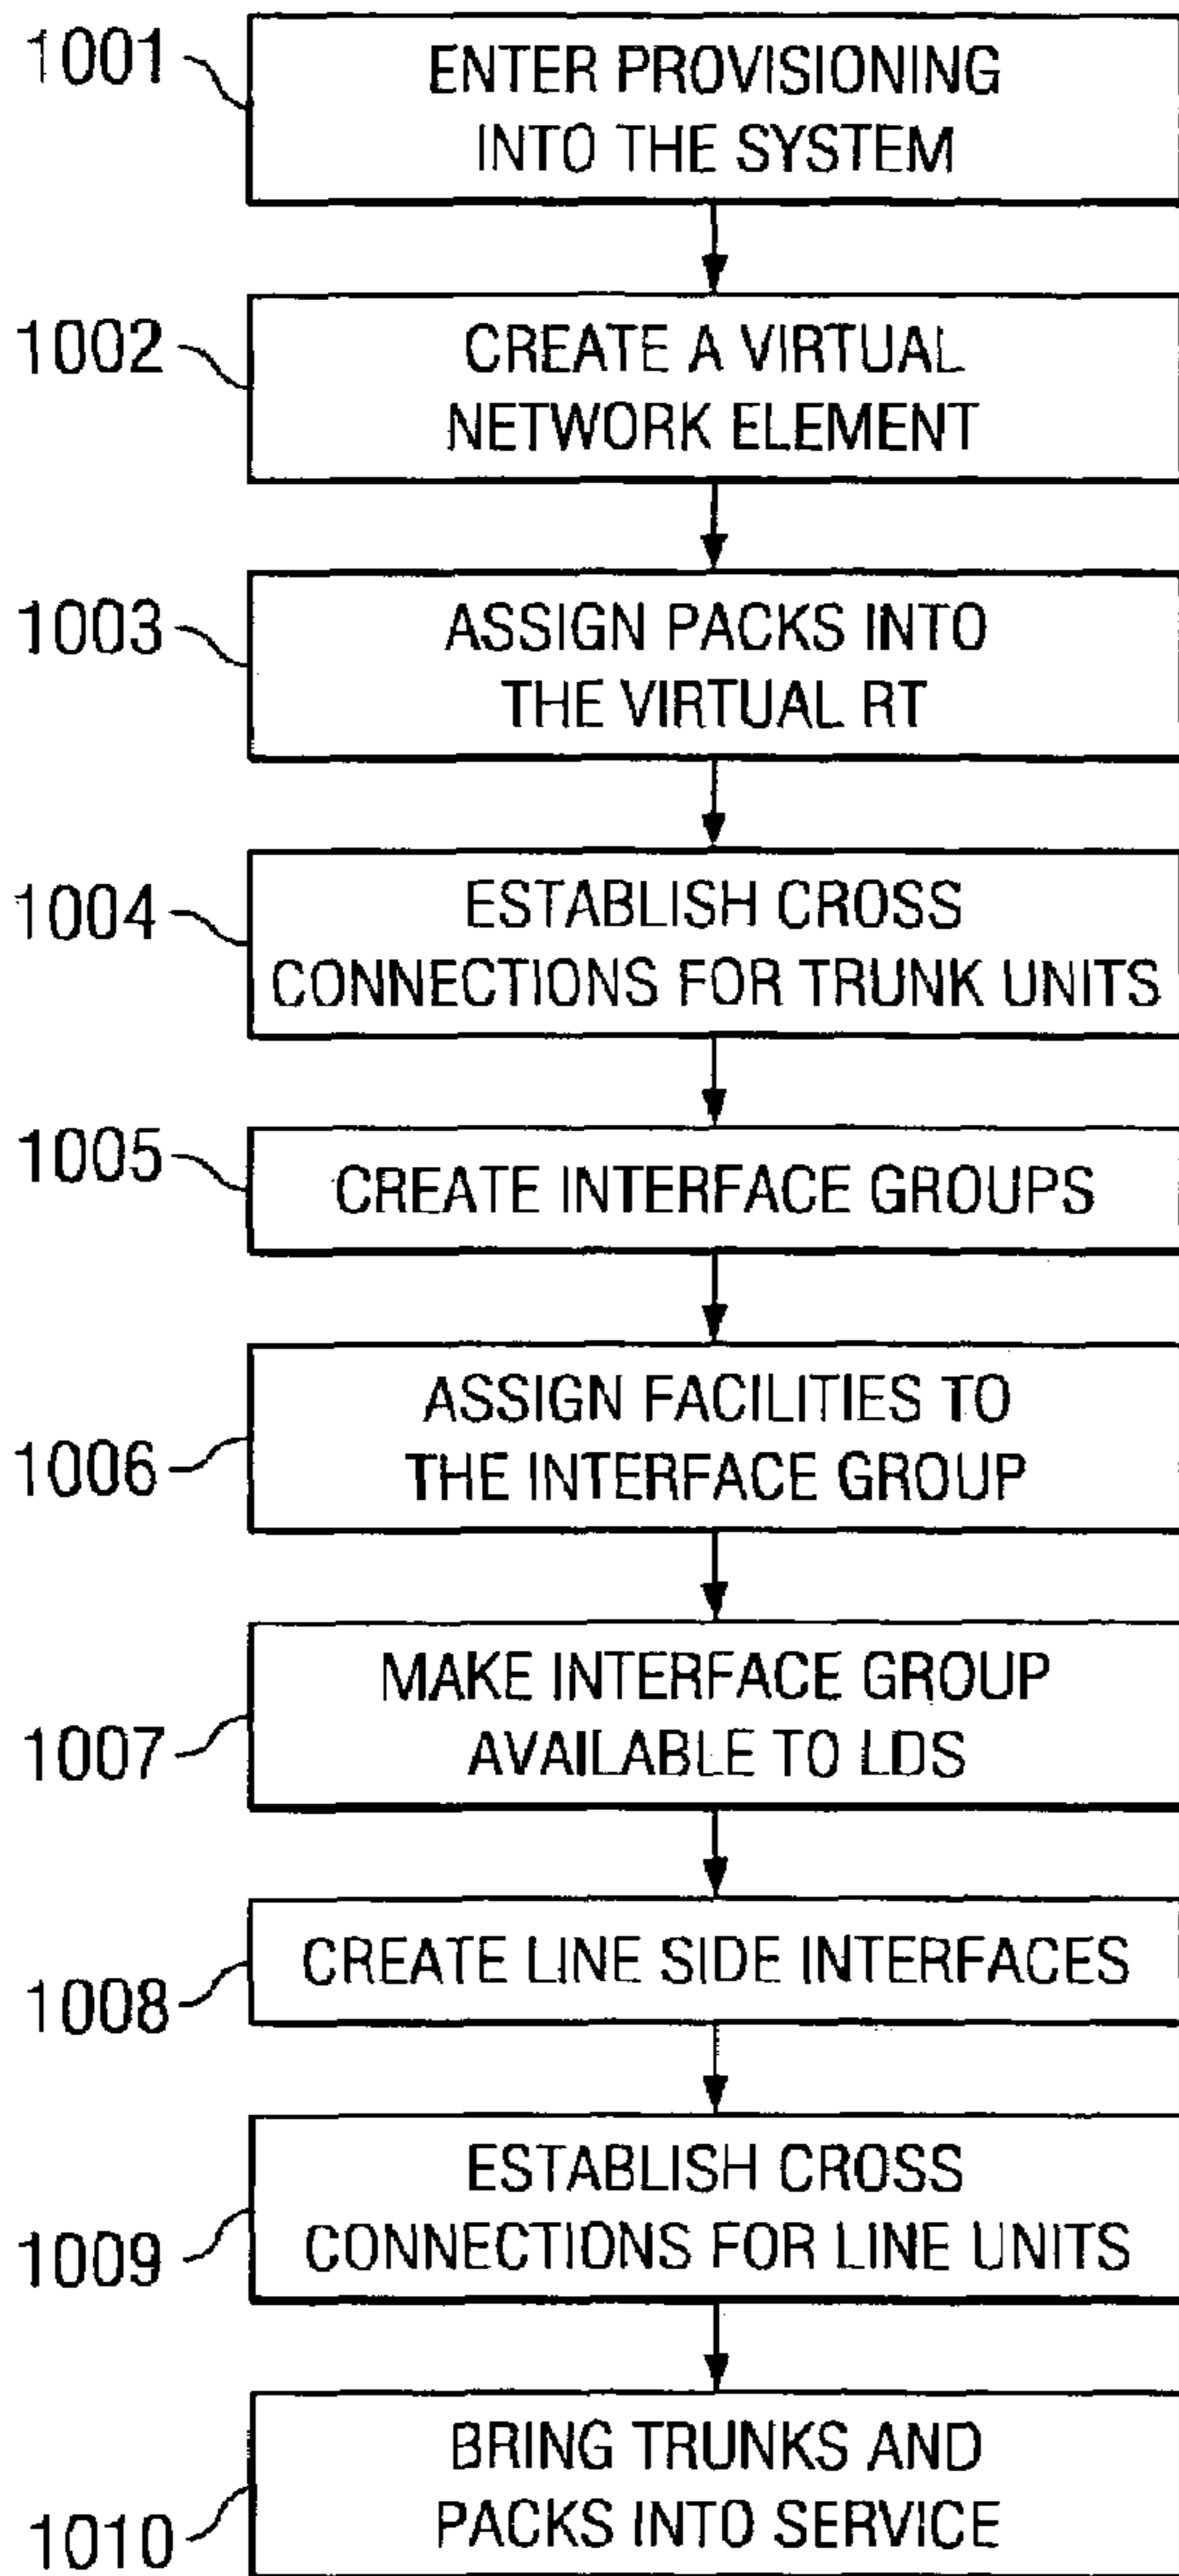 1001
ENTER PROVISIONING
INTO THE SYSTEM
1002
CREATE A VIRTUAL
NETWORK ELEMENT
1003
ASSIGN PACKS INTO
THE VIRTUAL RT
1004
ESTABLISH CROSS
CONNECTIONS FOR TRUNK UNITS
1005
CREATE INTERFACE GROUPS
1006
ASSIGN FACILITIES TO
THE INTERFACE GROUP
1007
MAKE INTERFACE GROUP
AVAILABLE TO LDS
1008
CREATE LINE SIDE INTERFACES
1009
ESTABLISH CROSS
CONNECTIONS FOR LINE UNITS
1010
BRING TRUNKS AND
PACKS INTO SERVICE